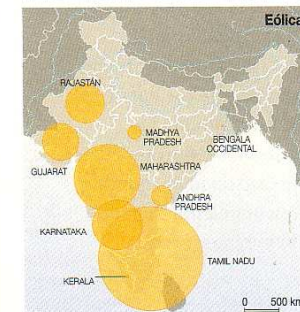 Eólica
RAJASTÁN
MADHYA
PRADESH
BENGALA
OCCIDENTAL
GUJARAT
MAHARASHTRA
ANDHRA
PRADESH
KARNATAKA
TAMIL NADU
KERALA
0 500 km